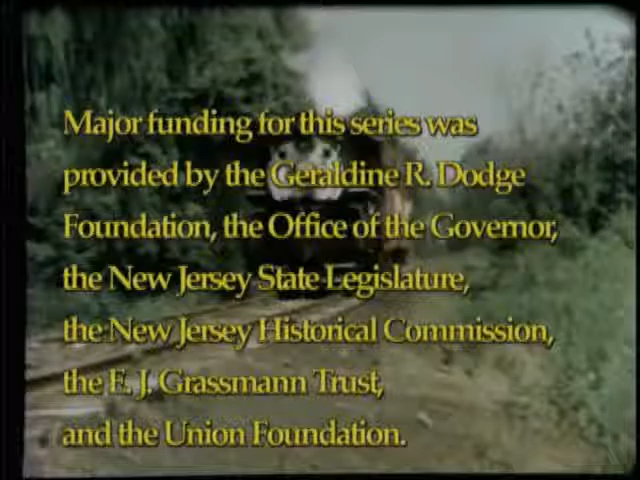 Major funding for this series was
provided by the Geraldine R. Dodge
Foundation, the Office of the Governor,
the New Jersey State Legislature,
the New Jersey Historical Commission,
the E. J. Grassmann Trust,
and the Union Foundation.